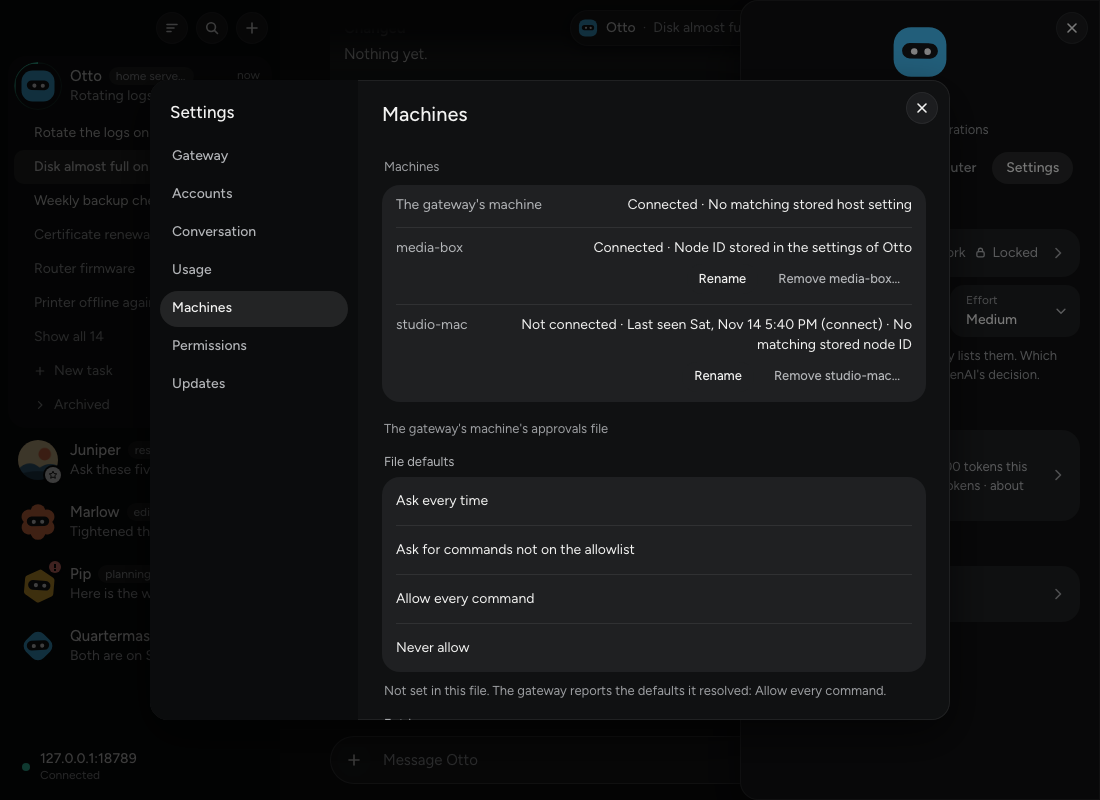 Otto · Disk almost fu
Nothing yet.
Otto home serve... now
Rotating logs
Rotate the logs on
Disk almost full on
Weekly backup che
Certificate renewa
Router firmware
Printer offline again
Show all 14
New task
Archived
Juniper res
Ask these fiv
Marlow edi
Tightened th
Pip planning
Here is the w
Quartermas
Both are on S
127.0.0.1:18789
Connected
Settings
Gateway
Accounts
Conversation
Usage
Machines
Permissions
Updates
Machines
Machines
The gateway's machine Connected · No matching stored host setting
media-box Connected · Node ID stored in the settings of Otto
Rename Remove media-box...
studio-mac Not connected · Last seen Sat, Nov 14 5:40 PM (connect) · No
matching stored node ID
Rename Remove studio-mac...
The gateway's machine's approvals file
File defaults
Ask every time
Ask for commands not on the allowlist
Allow every command
Never allow
Not set in this file. The gateway reports the defaults it resolved: Allow every command.
Message Otto
rations
uter Settings
ork Locked
Effort
Medium
y lists them. Which
enAI's decision.
00 tokens this
okens · about